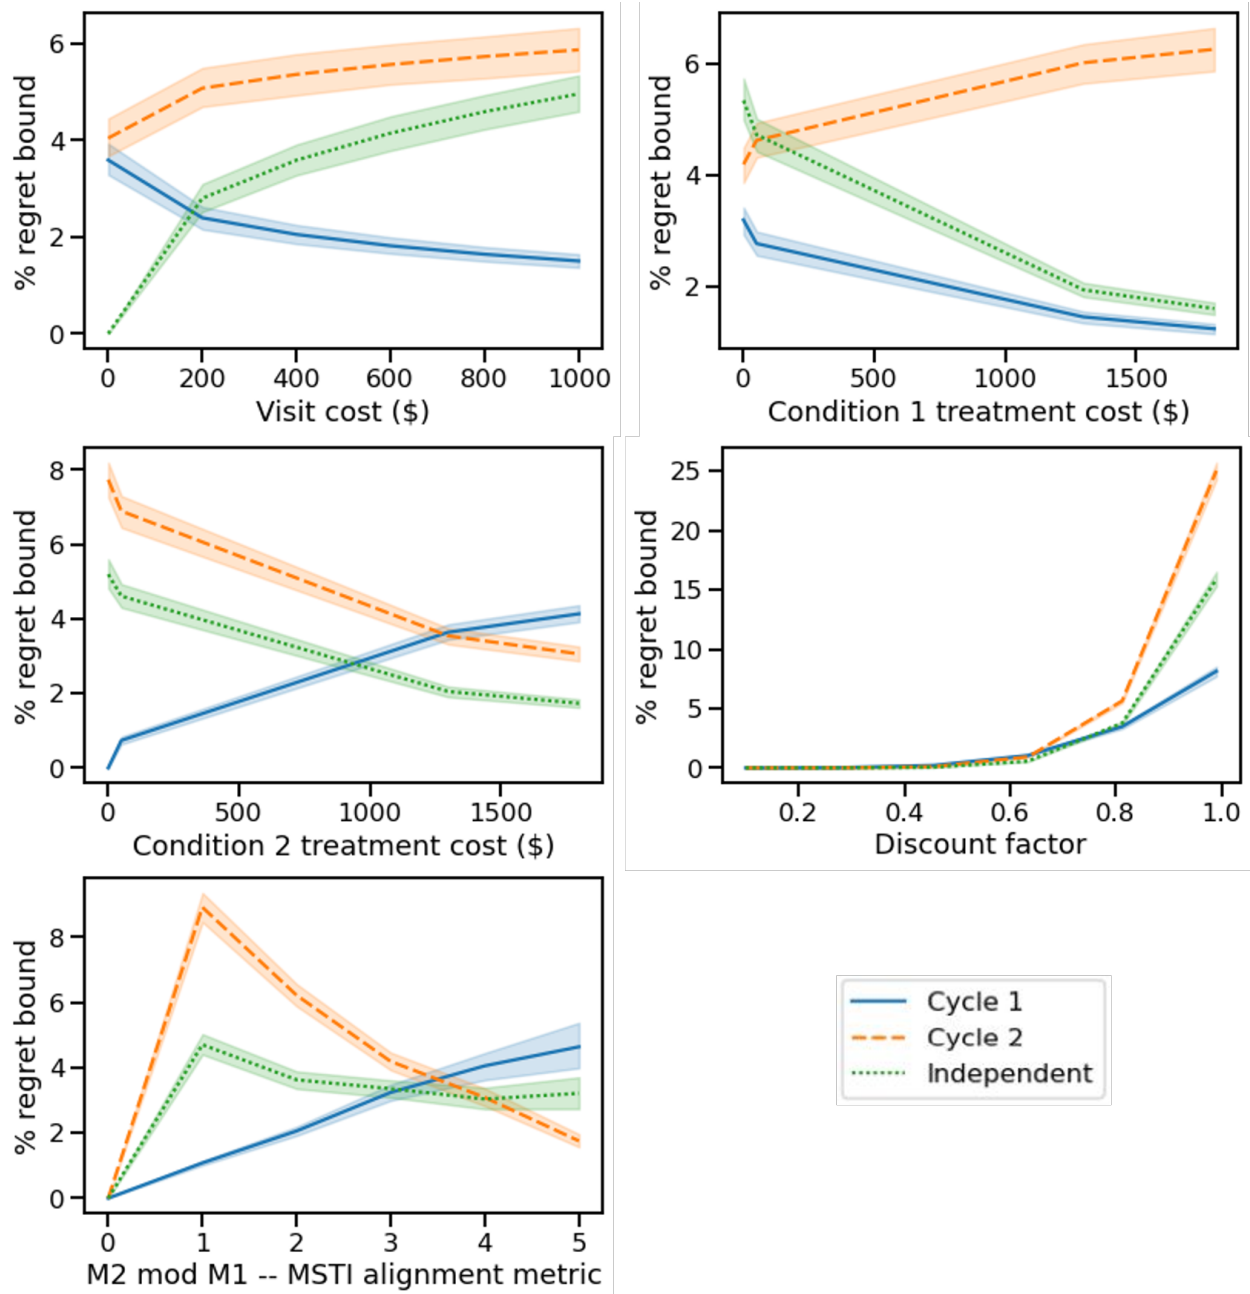 % regret bound
6
4
2
0
0 200 400 600 800 1000
Visit cost ($)
% regret bound
6
4
2
0 500 1000 1500
Condition 1 treatment cost ($)
% regret bound
8
6
4
2
0
0 500 1000 1500
Condition 2 treatment cost ($)
% regret bound
25
20
15
10
5
0
0.2 0.4 0.6 0.8 1.0
Discount factor
% regret bound
8
6
4
2
0
0 1 2 3 4 5
M2 mod M1 -- MSTI alignment metric
Cycle 1
Cycle 2
Independent